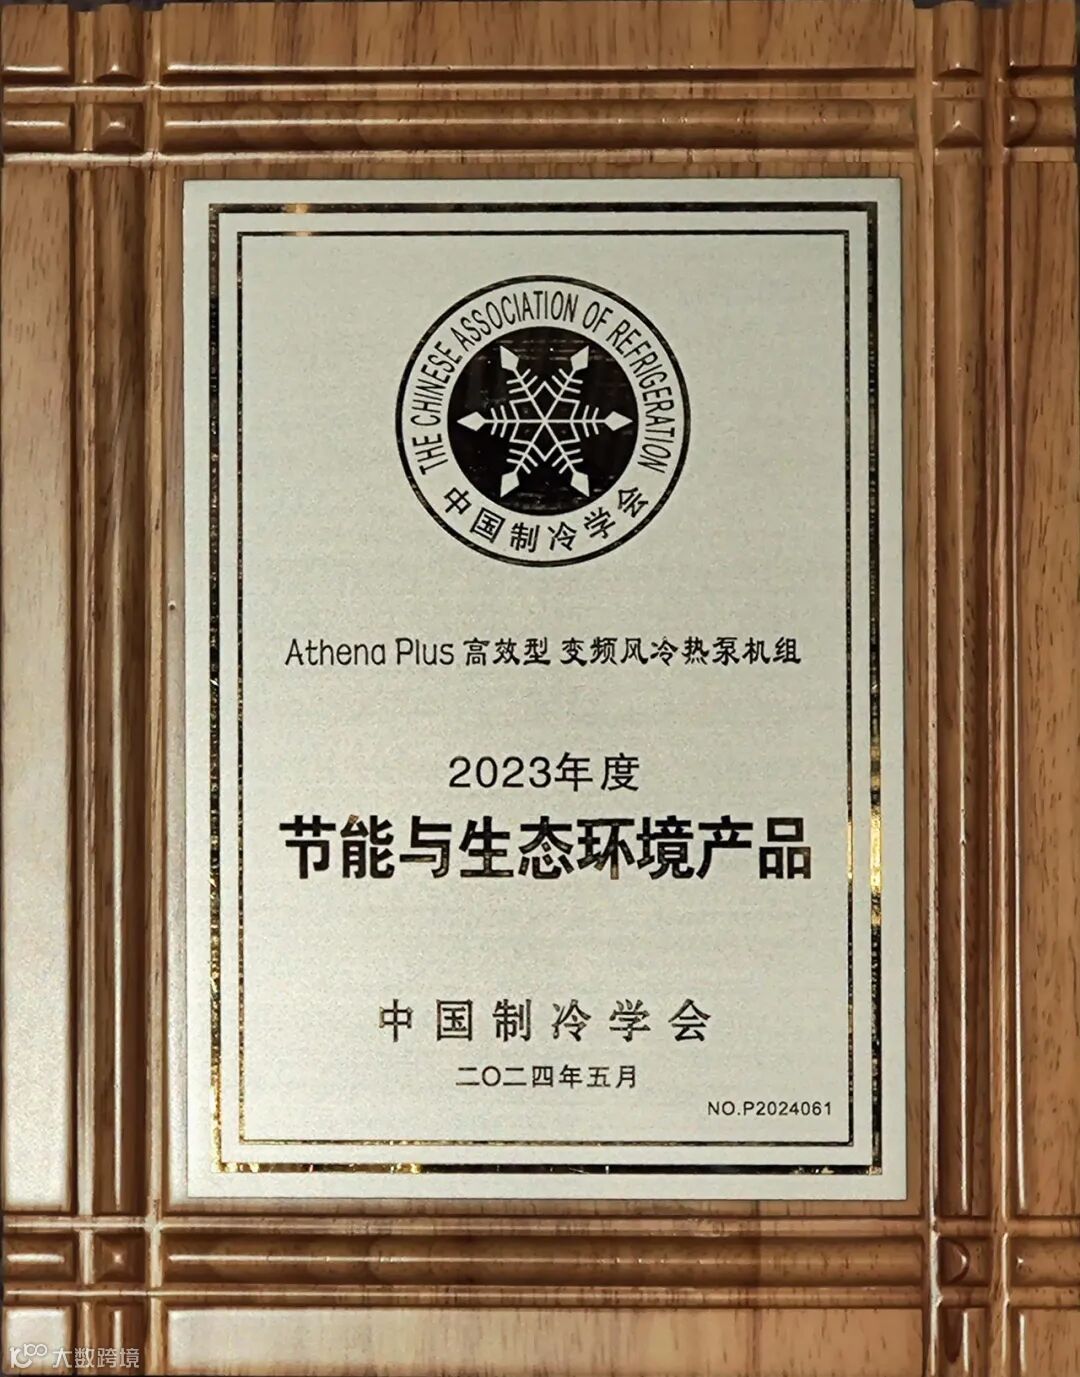 THE CHINESE ASSOCIATION OF REFRIGERATION
中国制冷学会
Athena Plus 高效型 变频风冷热泵机组
2023年度
节能与生态环境产品
中国制冷学会
二〇二四年五月
NO.P2024061
大数跨境